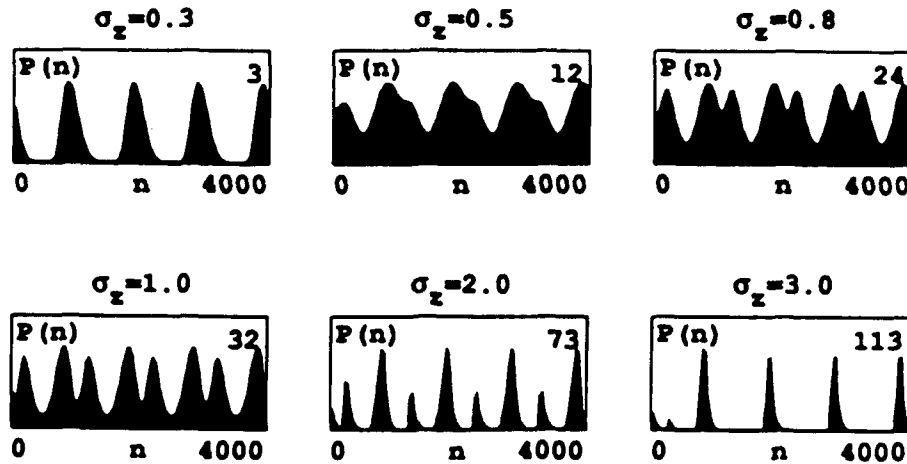 σz=0.3 σz=0.5 σz=0.8
P(n) 3 P(n) 12 P(n) 24
0 n 4000 0 n 4000 0 n 4000
σz=1.0 σz=2.0 σz=3.0
P(n) 32 P(n) 73 P(n) 113
0 n 4000 0 n 4000 0 n 4000